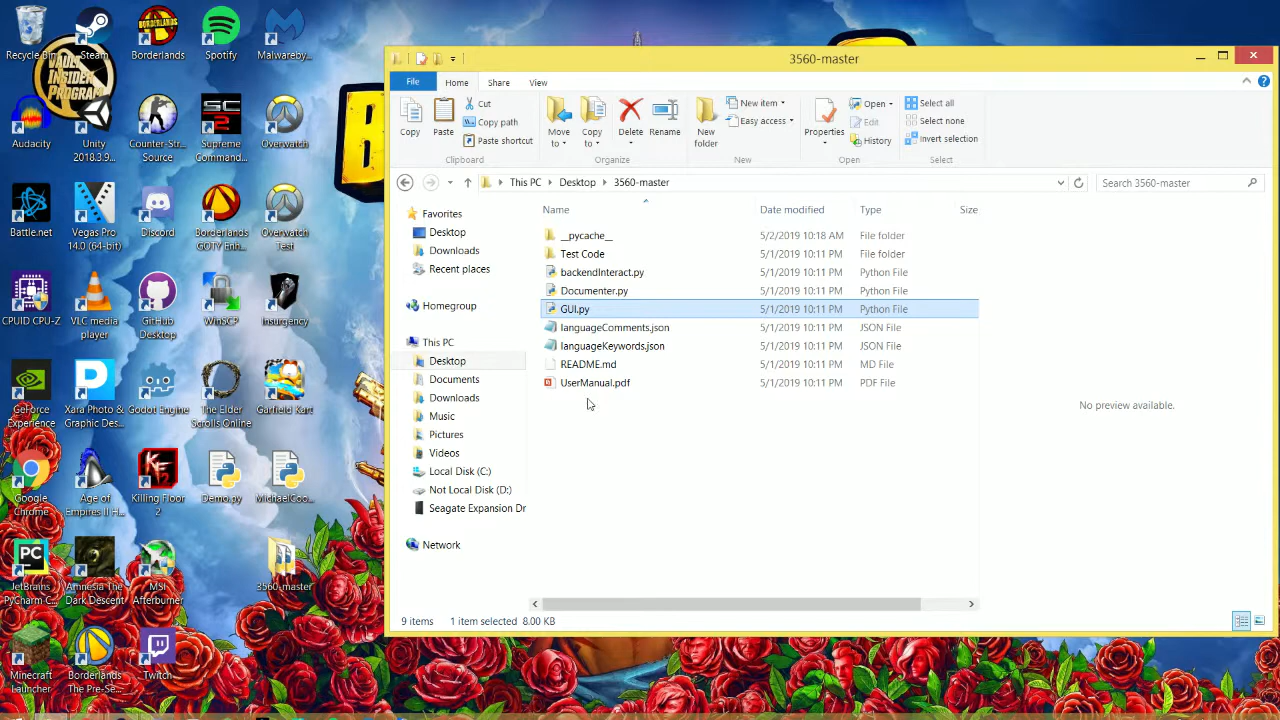 Recycle Bin
Steam
Borderlands
Spotify
Malwareby...
VAULT
INSIDER
PROGRAM
Audacity
Unity
2018.3.9...
Counter-Str...
Source
Supreme
Command...
Overwatch
Battle.net
Vegas Pro
14.0 (64-bit)
Discord
Borderlands
GOTY Enh...
Overwatch
Test
CPUID CPU-Z
VLC media
player
GitHub
Desktop
WinSCP
Insurgency
GeForce
Experience
Xara Photo &
Graphic Des...
Godot Engine
The Elder
Scrolls Online
Garfield Kart
Google
Chrome
Age of
Empires II H...
Killing Floor
2
Demo.py
MichaelCoo...
JetBrains
PyCharm C...
Amnesia The
Dark Descent
MSI
Afterburner
3560-master
Minecraft
Launcher
Borderlands
The Pre-Se...
Twitch
3560-master
File
Home
Share
View
Copy
Paste
Cut
Copy path
Paste shortcut
Clipboard
Move
to
Copy
to
Delete
Rename
Organize
New
folder
New item
Easy access
New
Properties
Open
Edit
History
Open
Select all
Select none
Invert selection
Select
This PC
Desktop
3560-master
Search 3560-master
Favorites
Desktop
Downloads
Recent places
Homegroup
This PC
Desktop
Documents
Downloads
Music
Pictures
Videos
Local Disk (C:)
Not Local Disk (D:)
Seagate Expansion Dr
Network
Name Date modified Type Size
__pycache__ 5/2/2019 10:18 AM File folder
Test Code 5/1/2019 10:11 PM File folder
backendInteract.py 5/1/2019 10:11 PM Python File
Documenter.py 5/1/2019 10:11 PM Python File
GUI.py 5/1/2019 10:11 PM Python File
languageComments.json 5/1/2019 10:11 PM JSON File
languageKeywords.json 5/1/2019 10:11 PM JSON File
README.md 5/1/2019 10:11 PM MD File
UserManual.pdf 5/1/2019 10:11 PM PDF File
No preview available.
9 items 1 item selected 8.00 KB